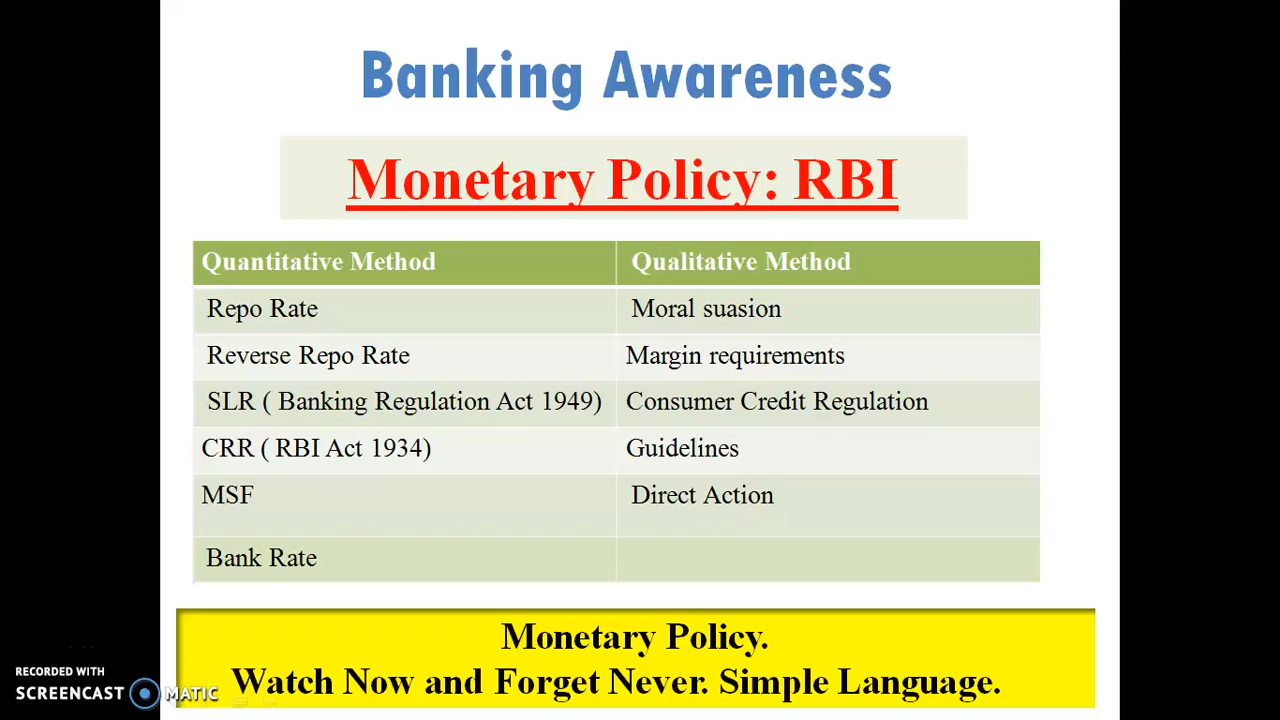 Banking Awareness
Monetary Policy: RBI
Quantitative Method Qualitative Method
Repo Rate Moral suasion
Reverse Repo Rate Margin requirements
SLR ( Banking Regulation Act 1949) Consumer Credit Regulation
CRR ( RBI Act 1934) Guidelines
MSF Direct Action
Bank Rate
Monetary Policy.
Watch Now and Forget Never. Simple Language.
RECORDED WITH
SCREENCAST MATIC